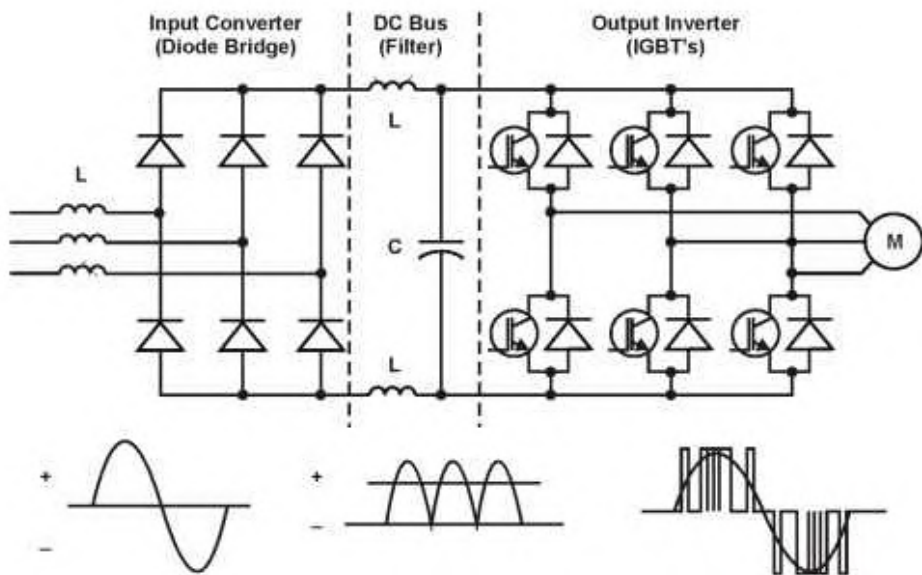 Input Converter
(Diode Bridge)
DC Bus
(Filter)
Output Inverter
(IGBT's)
L
L
C
M
L
+
–
+
–